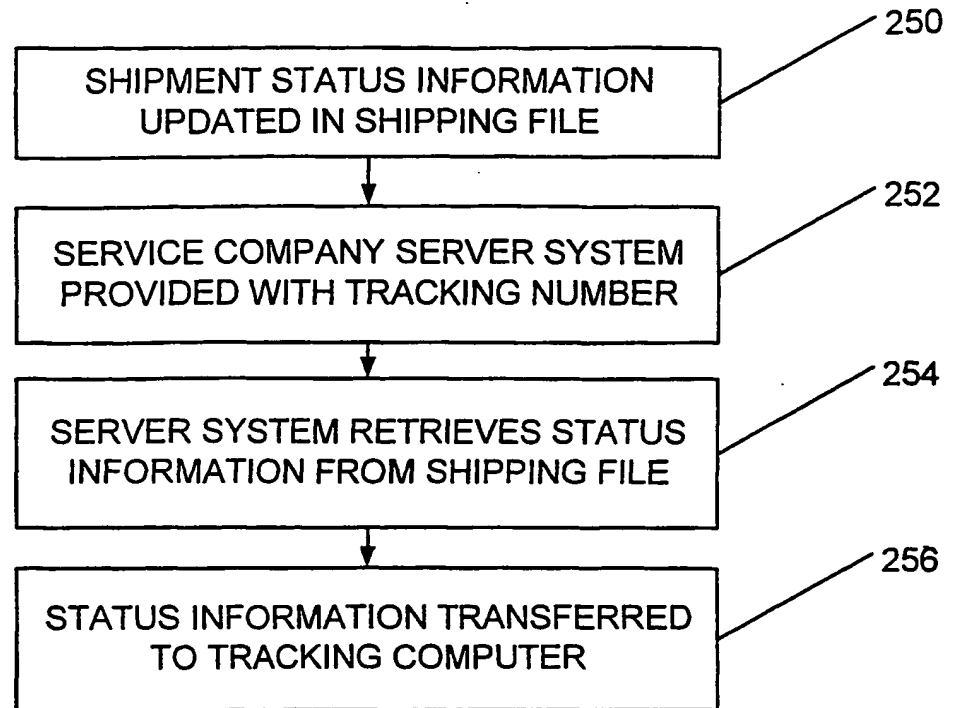 250
SHIPMENT STATUS INFORMATION
UPDATED IN SHIPPING FILE
252
SERVICE COMPANY SERVER SYSTEM
PROVIDED WITH TRACKING NUMBER
254
SERVER SYSTEM RETRIEVES STATUS
INFORMATION FROM SHIPPING FILE
256
STATUS INFORMATION TRANSFERRED
TO TRACKING COMPUTER